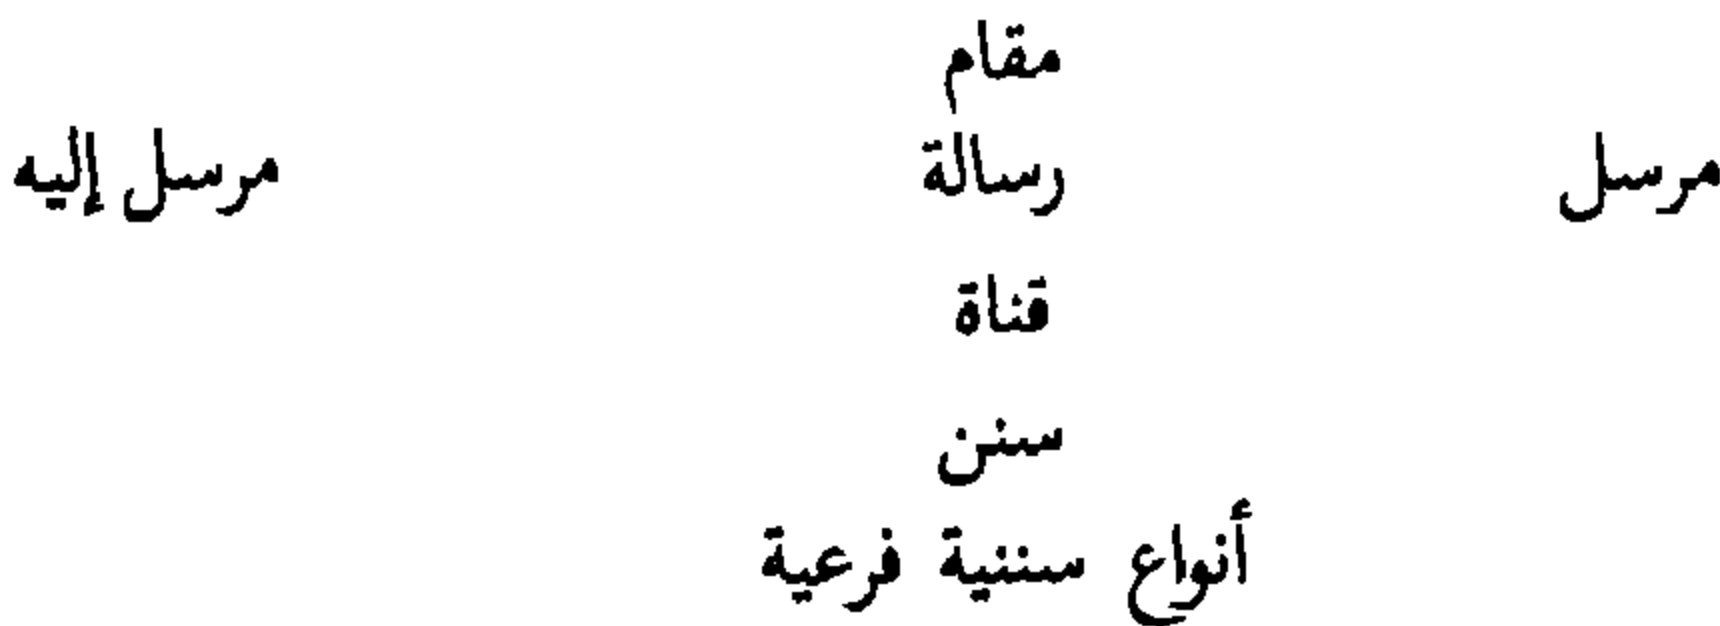 مقام
مرسل رسالة مرسل إليه
قناة
سنن
أنواع سننية فرعية